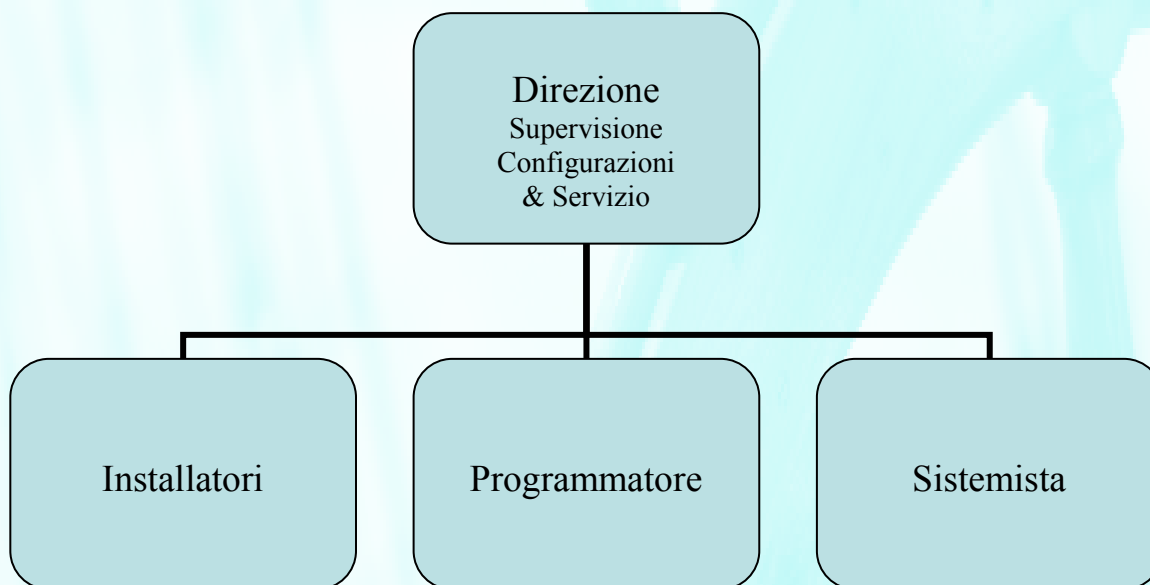 Direzione
Supervisione
Configurazioni
& Servizio
Installatori
Programmatore
Sistemista